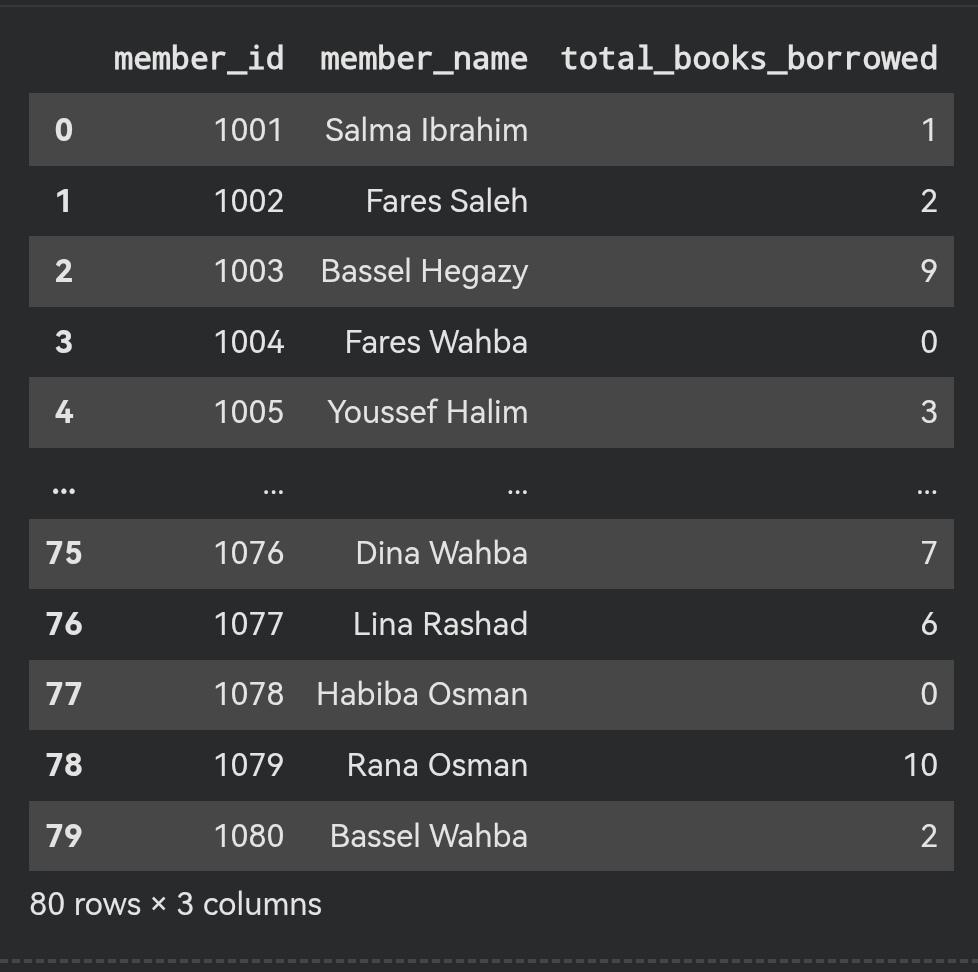 member_id member_name total_books_borrowed
0 1001 Salma Ibrahim 1
1 1002 Fares Saleh 2
2 1003 Bassel Hegazy 9
3 1004 Fares Wahba 0
4 1005 Youssef Halim 3
... ... ... ...
75 1076 Dina Wahba 7
76 1077 Lina Rashad 6
77 1078 Habiba Osman 0
78 1079 Rana Osman 10
79 1080 Bassel Wahba 2
80 rows × 3 columns